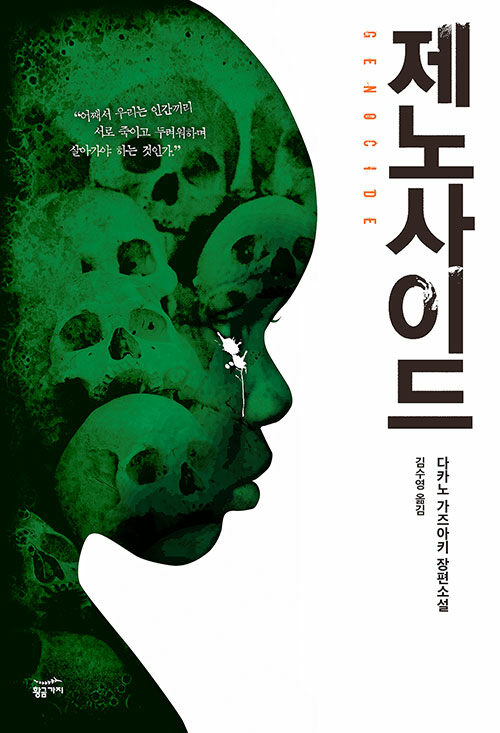 제노사이드
GENOCIDE
“어째서 우리는 인간끼리
서로 죽이고 두려워하며
살아가야 하는 것인가.”
다카노 가즈아키 장편소설
김수영 옮김
황금가지